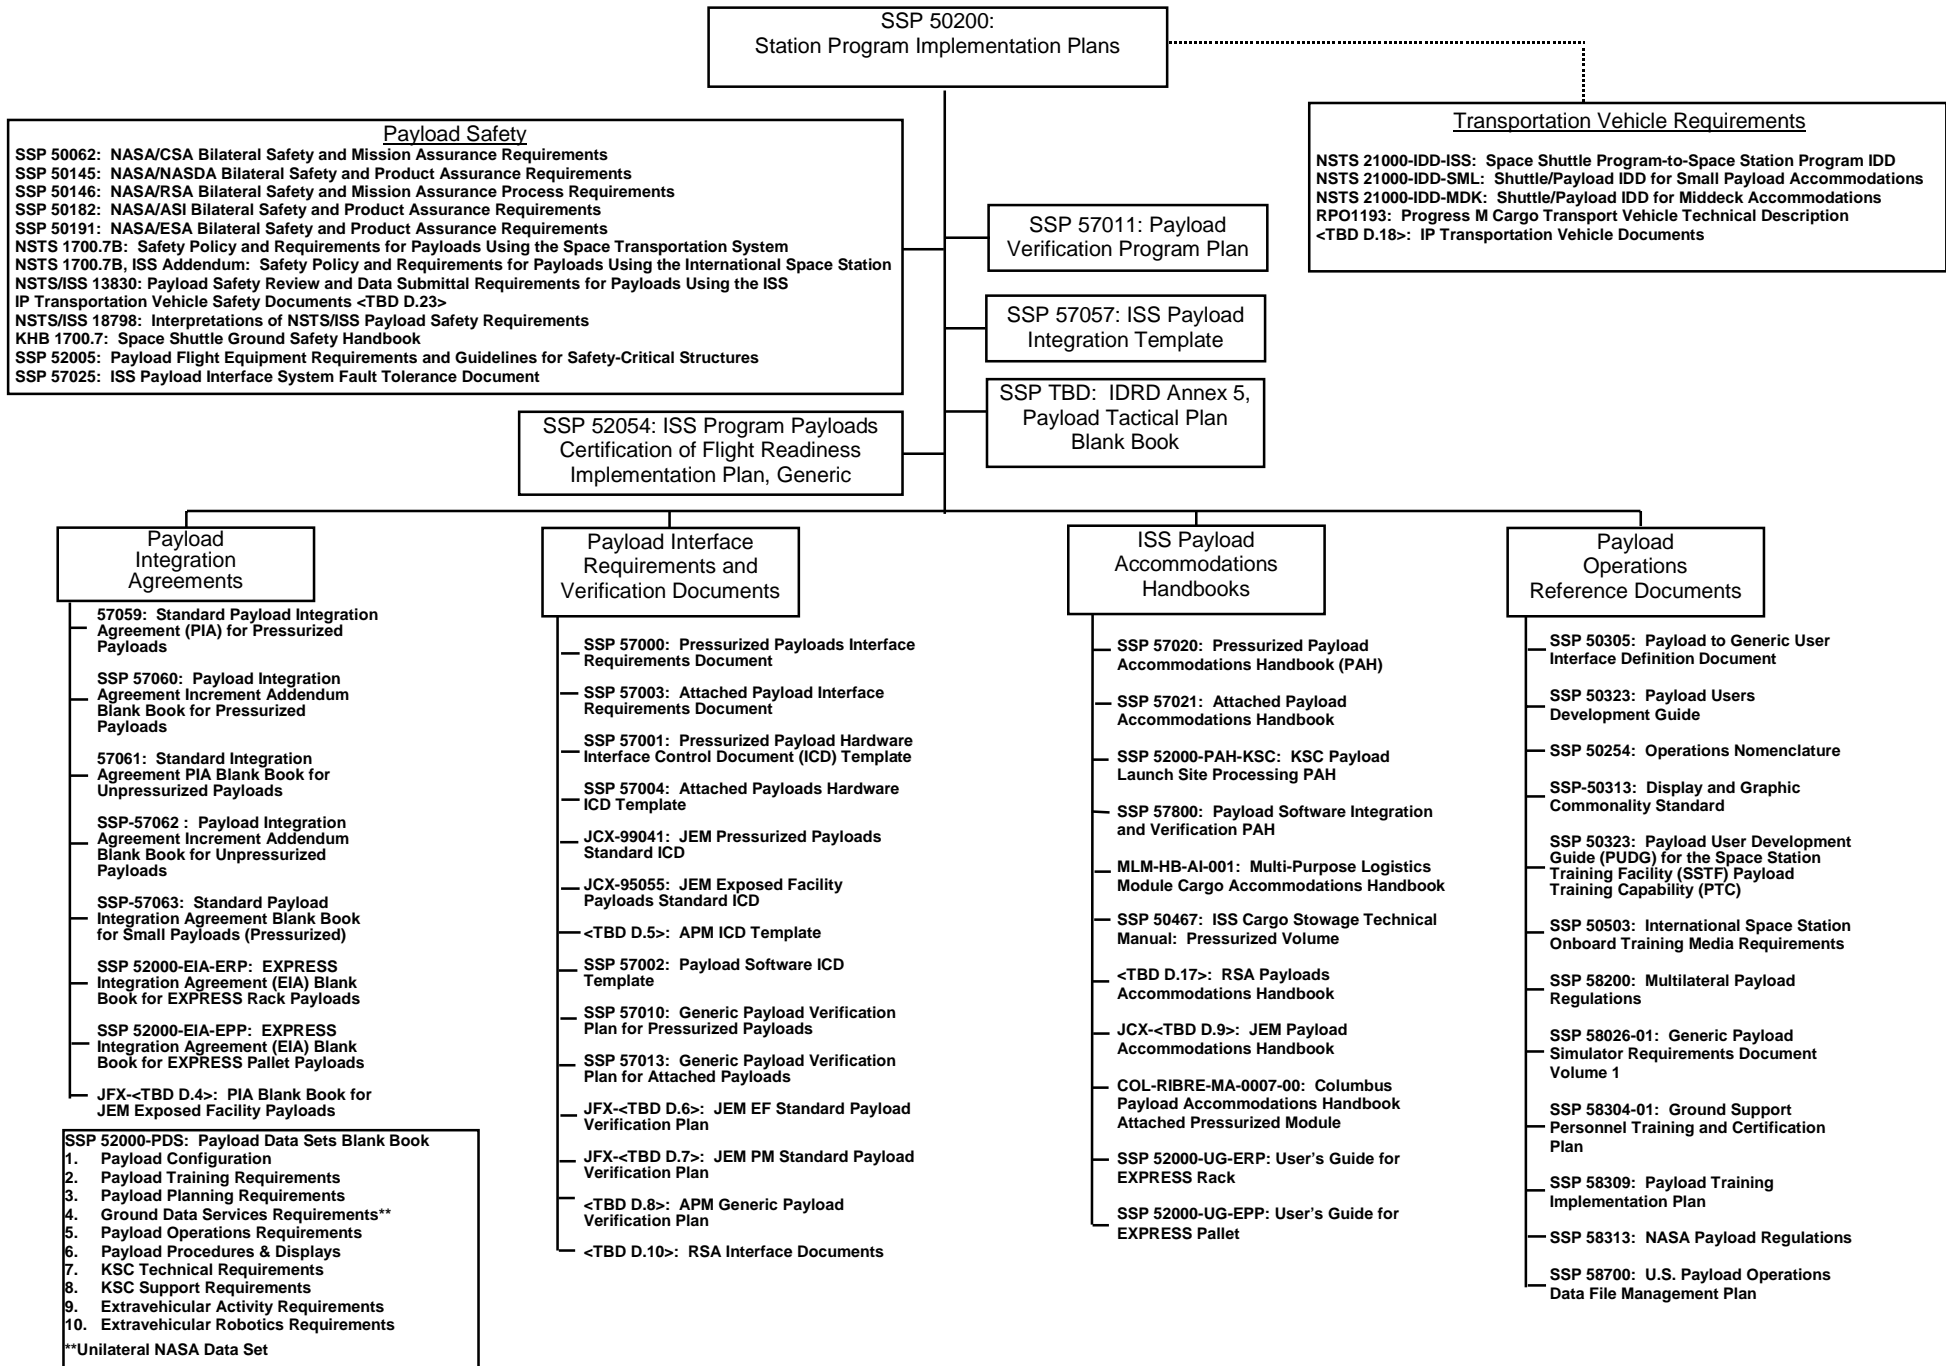 SSP 50200:
Station Program Implementation Plans
Payload Safety
SSP 50062: NASA/CSA Bilateral Safety and Mission Assurance Requirements
SSP 50145: NASA/NASDA Bilateral Safety and Product Assurance Requirements
SSP 50146: NASA/RSA Bilateral Safety and Mission Assurance Process Requirements
SSP 50182: NASA/ASI Bilateral Safety and Product Assurance Requirements
SSP 50191: NASA/ESA Bilateral Safety and Product Assurance Requirements
NSTS 1700.7B: Safety Policy and Requirements for Payloads Using the Space Transportation System
NSTS 1700.7B, ISS Addendum: Safety Policy and Requirements for Payloads Using the International Space Station
NSTS/ISS 13830: Payload Safety Review and Data Submittal Requirements for Payloads Using the ISS
IP Transportation Vehicle Safety Documents <TBD D.23>
NSTS/ISS 18798: Interpretations of NSTS/ISS Payload Safety Requirements
KHB 1700.7: Space Shuttle Ground Safety Handbook
SSP 52005: Payload Flight Equipment Requirements and Guidelines for Safety-Critical Structures
SSP 57025: ISS Payload Interface System Fault Tolerance Document
Transportation Vehicle Requirements
NSTS 21000-IDD-ISS: Space Shuttle Program-to-Space Station Program IDD
NSTS 21000-IDD-SML: Shuttle/Payload IDD for Small Payload Accommodations
NSTS 21000-IDD-MDK: Shuttle/Payload IDD for Middeck Accommodations
RPO1193: Progress M Cargo Transport Vehicle Technical Description
<TBD D.18>: IP Transportation Vehicle Documents
SSP 57011: Payload
Verification Program Plan
SSP 57057: ISS Payload
Integration Template
SSP TBD: IDRD Annex 5,
Payload Tactical Plan
Blank Book
SSP 52054: ISS Program Payloads
Certification of Flight Readiness
Implementation Plan, Generic
Payload
Integration
Agreements
57059: Standard Payload Integration
Agreement (PIA) for Pressurized
Payloads
SSP 57060: Payload Integration
Agreement Increment Addendum
Blank Book for Pressurized
Payloads
57061: Standard Integration
Agreement PIA Blank Book for
Unpressurized Payloads
SSP-57062 : Payload Integration
Agreement Increment Addendum
Blank Book for Unpressurized
Payloads
SSP-57063: Standard Payload
Integration Agreement Blank Book
for Small Payloads (Pressurized)
SSP 52000-EIA-ERP: EXPRESS
Integration Agreement (EIA) Blank
Book for EXPRESS Rack Payloads
SSP 52000-EIA-EPP: EXPRESS
Integration Agreement (EIA) Blank
Book for EXPRESS Pallet Payloads
JFX-<TBD D.4>: PIA Blank Book for
JEM Exposed Facility Payloads
SSP 52000-PDS: Payload Data Sets Blank Book
1. Payload Configuration
2. Payload Training Requirements
3. Payload Planning Requirements
4. Ground Data Services Requirements**
5. Payload Operations Requirements
6. Payload Procedures & Displays
7. KSC Technical Requirements
8. KSC Support Requirements
9. Extravehicular Activity Requirements
10. Extravehicular Robotics Requirements
**Unilateral NASA Data Set
Payload Interface
Requirements and
Verification Documents
SSP 57000: Pressurized Payloads Interface
Requirements Document
SSP 57003: Attached Payload Interface
Requirements Document
SSP 57001: Pressurized Payload Hardware
Interface Control Document (ICD) Template
SSP 57004: Attached Payloads Hardware
ICD Template
JCX-99041: JEM Pressurized Payloads
Standard ICD
JCX-95055: JEM Exposed Facility
Payloads Standard ICD
<TBD D.5>: APM ICD Template
SSP 57002: Payload Software ICD
Template
SSP 57010: Generic Payload Verification
Plan for Pressurized Payloads
SSP 57013: Generic Payload Verification
Plan for Attached Payloads
JFX-<TBD D.6>: JEM EF Standard Payload
Verification Plan
JFX-<TBD D.7>: JEM PM Standard Payload
Verification Plan
<TBD D.8>: APM Generic Payload
Verification Plan
<TBD D.10>: RSA Interface Documents
ISS Payload
Accommodations
Handbooks
SSP 57020: Pressurized Payload
Accommodations Handbook (PAH)
SSP 57021: Attached Payload
Accommodations Handbook
SSP 52000-PAH-KSC: KSC Payload
Launch Site Processing PAH
SSP 57800: Payload Software Integration
and Verification PAH
MLM-HB-AI-001: Multi-Purpose Logistics
Module Cargo Accommodations Handbook
SSP 50467: ISS Cargo Stowage Technical
Manual: Pressurized Volume
<TBD D.17>: RSA Payloads
Accommodations Handbook
JCX-<TBD D.9>: JEM Payload
Accommodations Handbook
COL-RIBRE-MA-0007-00: Columbus
Payload Accommodations Handbook
Attached Pressurized Module
SSP 52000-UG-ERP: User's Guide for
EXPRESS Rack
SSP 52000-UG-EPP: User's Guide for
EXPRESS Pallet
Payload
Operations
Reference Documents
SSP 50305: Payload to Generic User
Interface Definition Document
SSP 50323: Payload Users
Development Guide
SSP 50254: Operations Nomenclature
SSP-50313: Display and Graphic
Commonality Standard
SSP 50323: Payload User Development
Guide (PUDG) for the Space Station
Training Facility (SSTF) Payload
Training Capability (PTC)
SSP 50503: International Space Station
Onboard Training Media Requirements
SSP 58200: Multilateral Payload
Regulations
SSP 58026-01: Generic Payload
Simulator Requirements Document
Volume 1
SSP 58304-01: Ground Support
Personnel Training and Certification
Plan
SSP 58309: Payload Training
Implementation Plan
SSP 58313: NASA Payload Regulations
SSP 58700: U.S. Payload Operations
Data File Management Plan